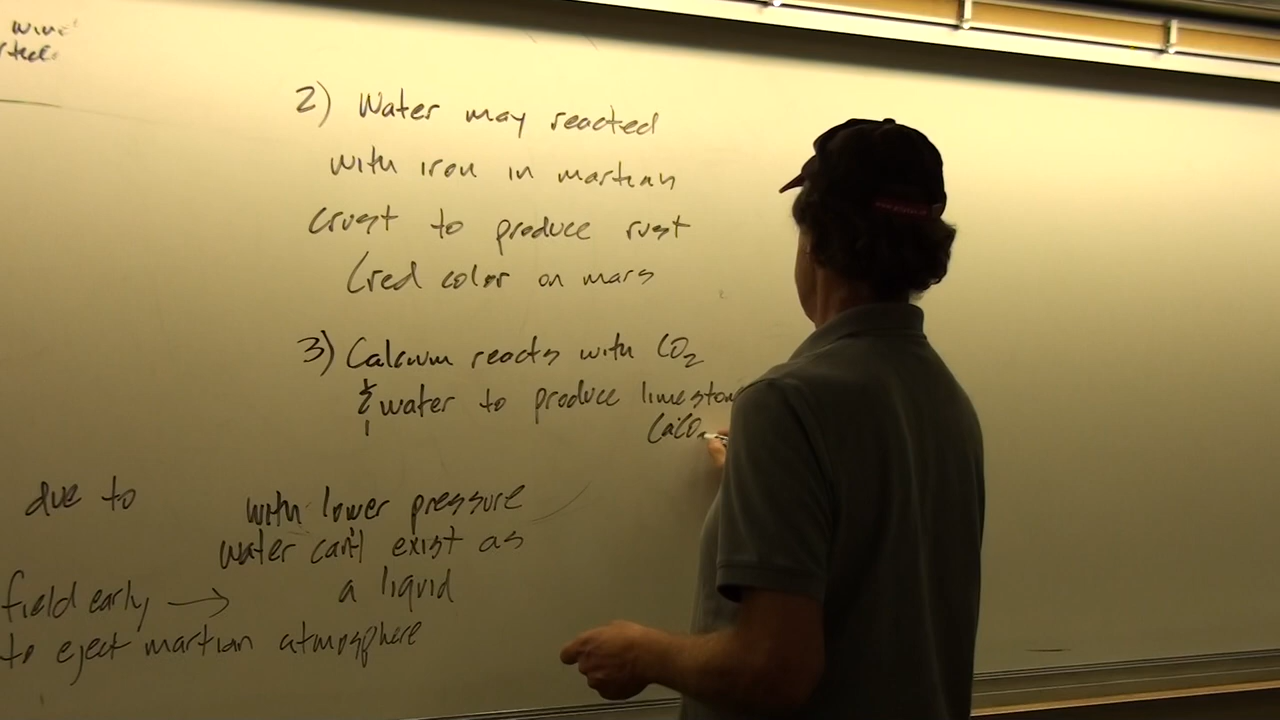 2) Water may reacted
with iron in martian
crust to produce rust
(red color on mars
3) Calcium reacts with CO2
& water to produce limeston
CaCO
due to
with lower pressure
water can't exist as
a liquid
field early →
to eject martian atmosphere